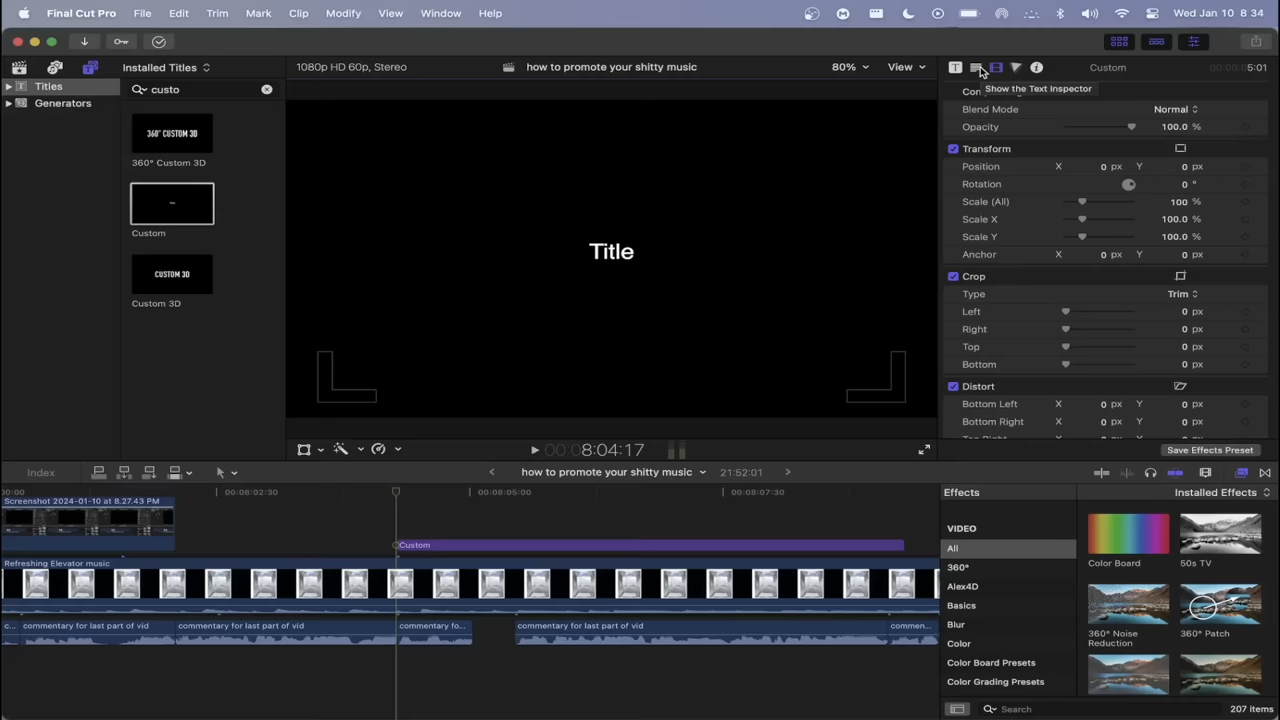 Final Cut Pro File Edit Trim Mark Clip Modify View Window Help Wed Jan 10 8 34
Installed Titles 1080p HD 60p, Stereo how to promote your shitty music 80% View Custom 00:00:05:01
Titles
Generators
custo
360° CUSTOM 3D
360° Custom 3D
Custom
CUSTOM 3D
Custom 3D
Title
Show the Text Inspector
Blend Mode Normal
Opacity 100.0 %
Transform
Position X 0 px Y 0 px
Rotation 0 °
Scale (All) 100 %
Scale X 100.0 %
Scale Y 100.0 %
Anchor X 0 px Y 0 px
Crop
Type Trim
Left 0 px
Right 0 px
Top 0 px
Bottom 0 px
Distort
Bottom Left X 0 px Y 0 px
Bottom Right X 0 px Y 0 px
Save Effects Preset
00:00:8:04:17
Index how to promote your shitty music 21:52:01
00:00 00:08:02:30 00:08:05:00 00:08:07:30
Screenshot 2024-01-10 at 8.27.43 PM
Custom
Refreshing Elevator music
c... commentary for last part of vid commentary for last part of vid commentary fo... commentary for last part of vid commen...
Effects Installed Effects
VIDEO
All
360°
Alex4D
Basics
Blur
Color
Color Board Presets
Color Grading Presets
Color Board 50s TV
360° Noise Reduction 360° Patch
Search 207 items